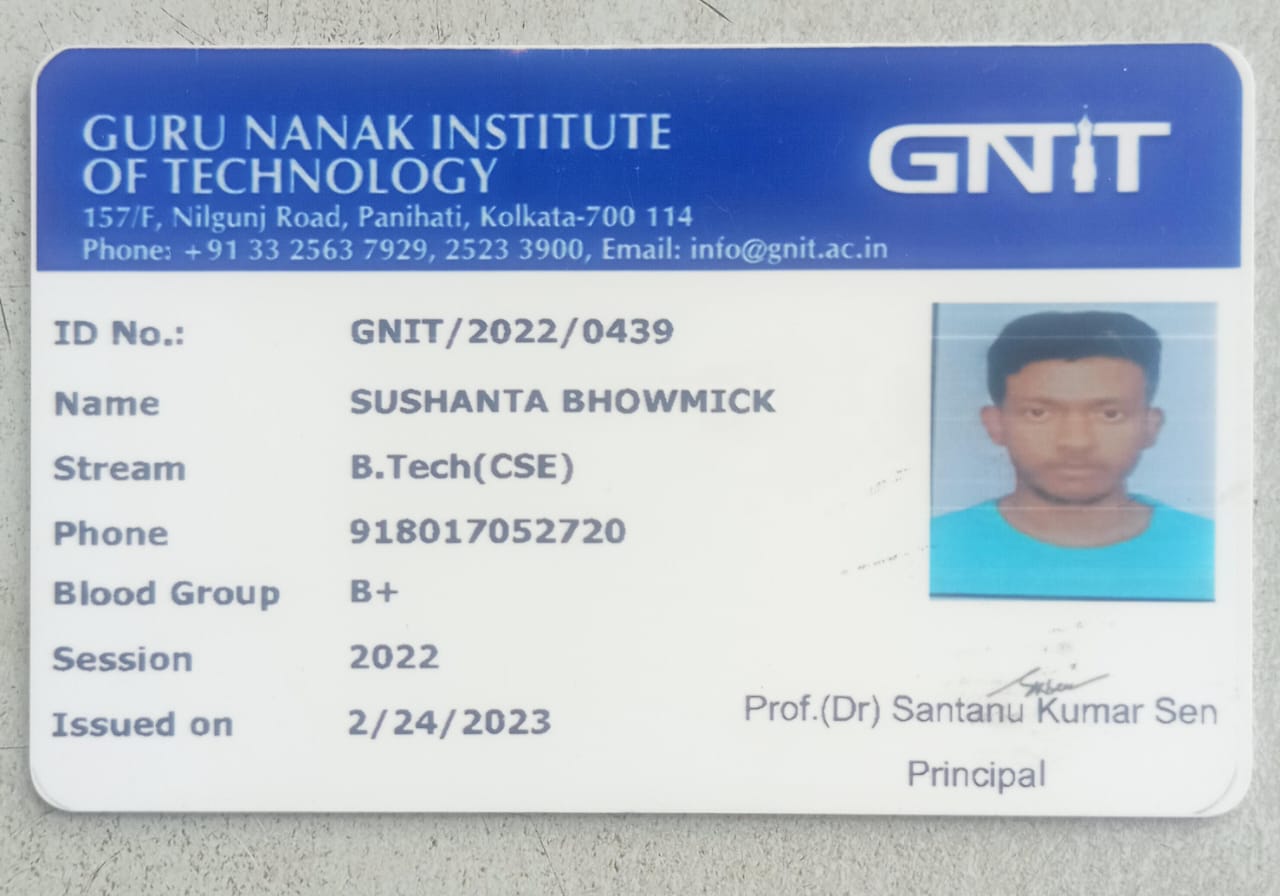 GURU NANAK INSTITUTE
OF TECHNOLOGY
157/F, Nilgunj Road, Panihati, Kolkata-700 114
Phone: +91 33 2563 7929, 2523 3900, Email: info@gnit.ac.in
GNIT
ID No.: GNIT/2022/0439
Name SUSHANTA BHOWMICK
Stream B.Tech(CSE)
Phone 918017052720
Blood Group B+
Session 2022
Issued on 2/24/2023
Prof.(Dr) Santanu Kumar Sen
Principal